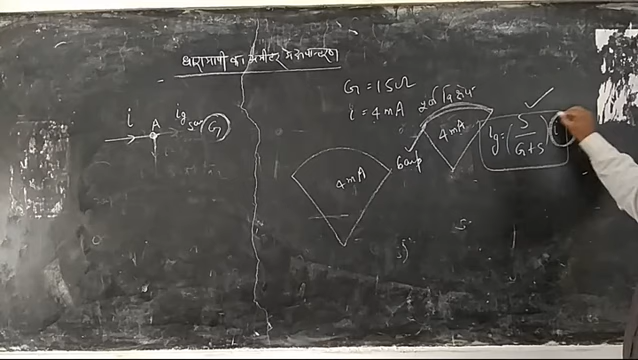 धारामापी का अमीटर में रूपान्तरण
G = 15Ω
i = 4mA
पूर्ण विक्षेप
i A ig G
4mA 6amp 4mA ig = (S / G+S) i